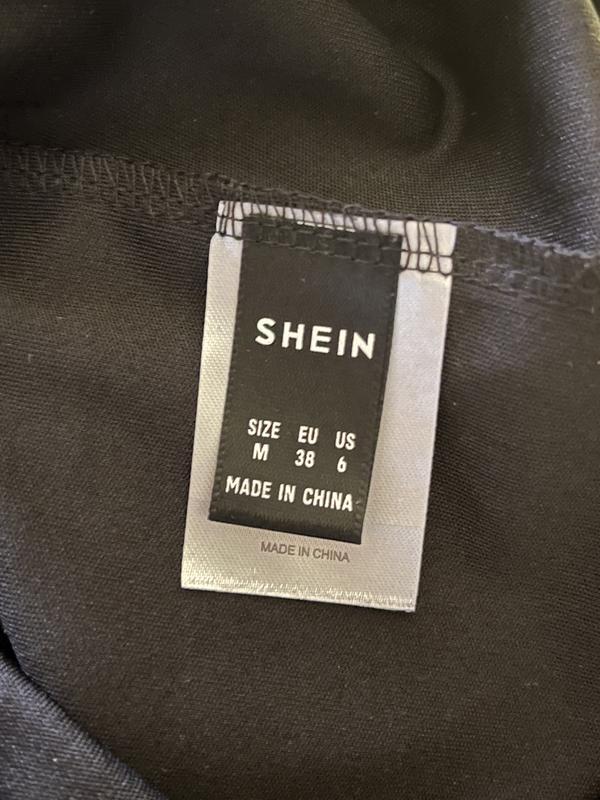 SHEIN
SIZE EU US
M 38 6
MADE IN CHINA
MADE IN CHINA